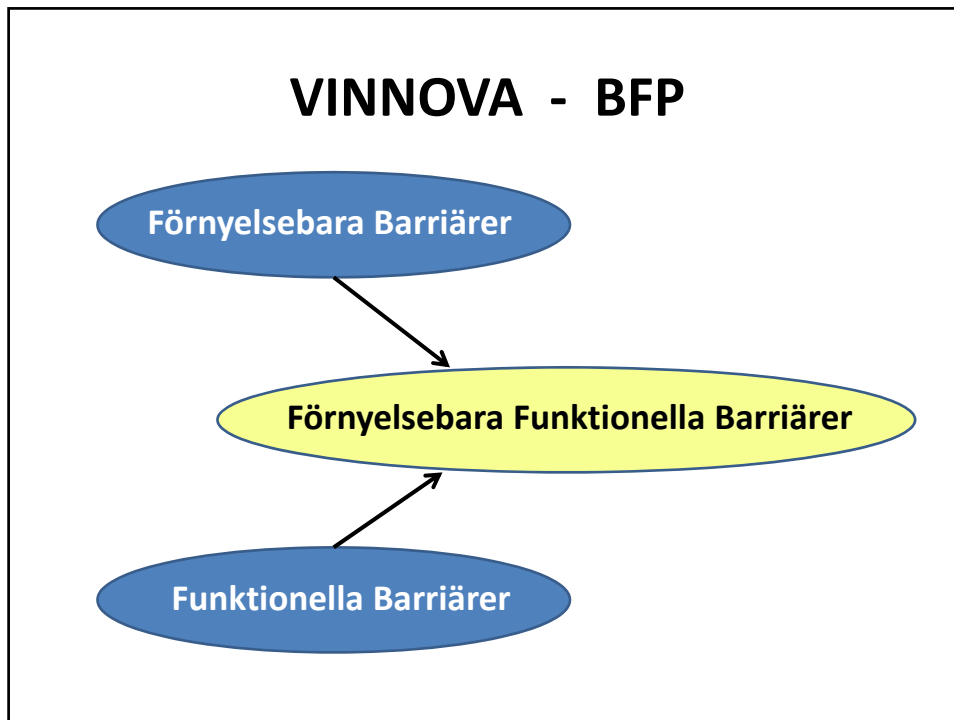 VINNOVA - BFP
Förnyelsebara Barriärer
Förnyelsebara Funktionella Barriärer
Funktionella Barriärer